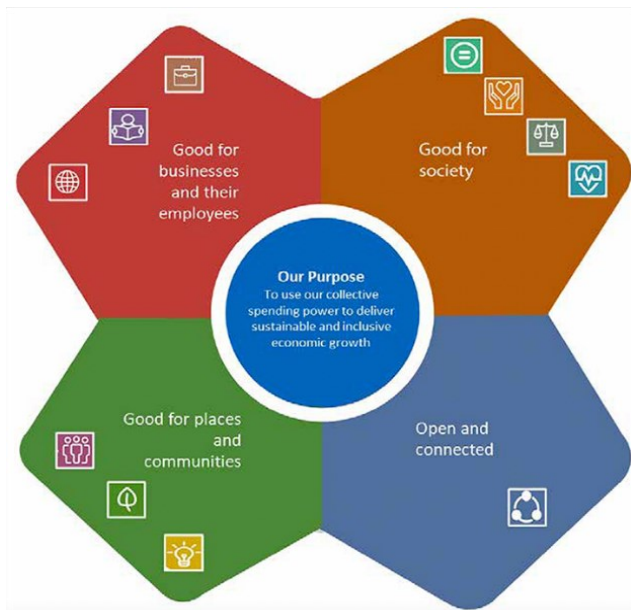 Good for
businesses
and their
employees
Good for
society
Our Purpose
To use our collective
spending power to deliver
sustainable and inclusive
economic growth
Good for places
and
communities
Open and
connected